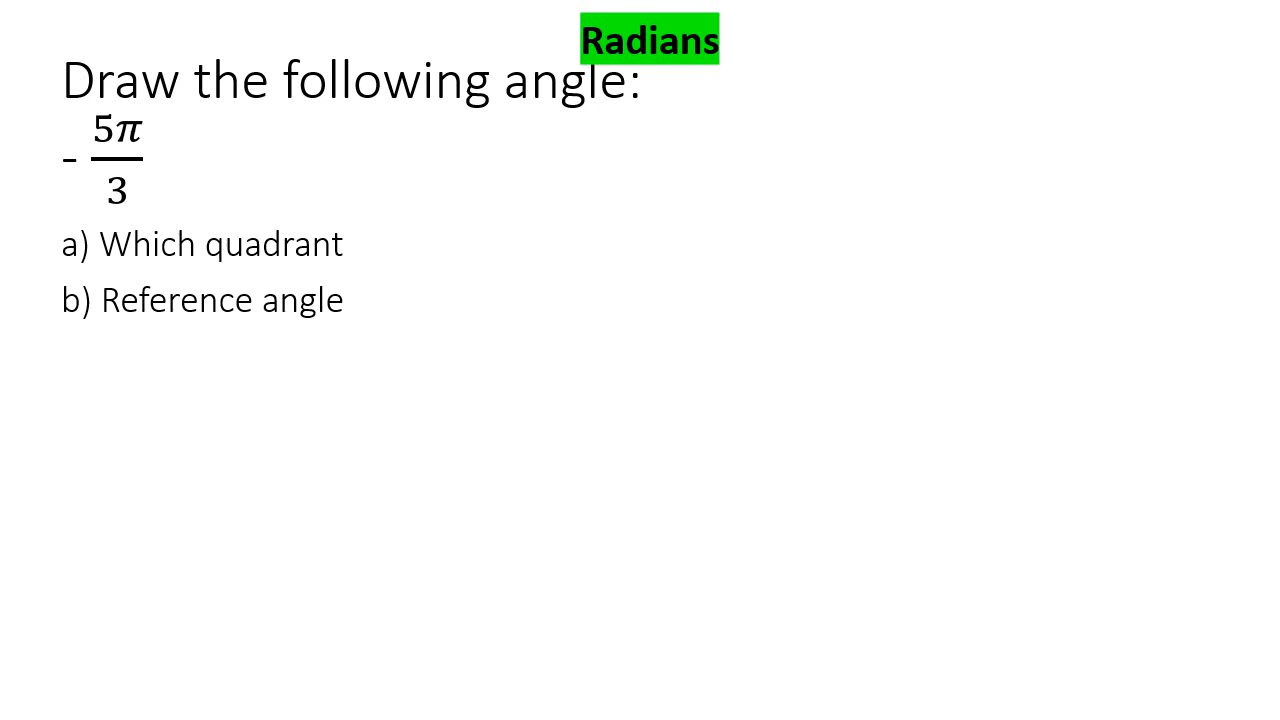 Radians
Draw the following angle:
- 5π/3
a) Which quadrant
b) Reference angle